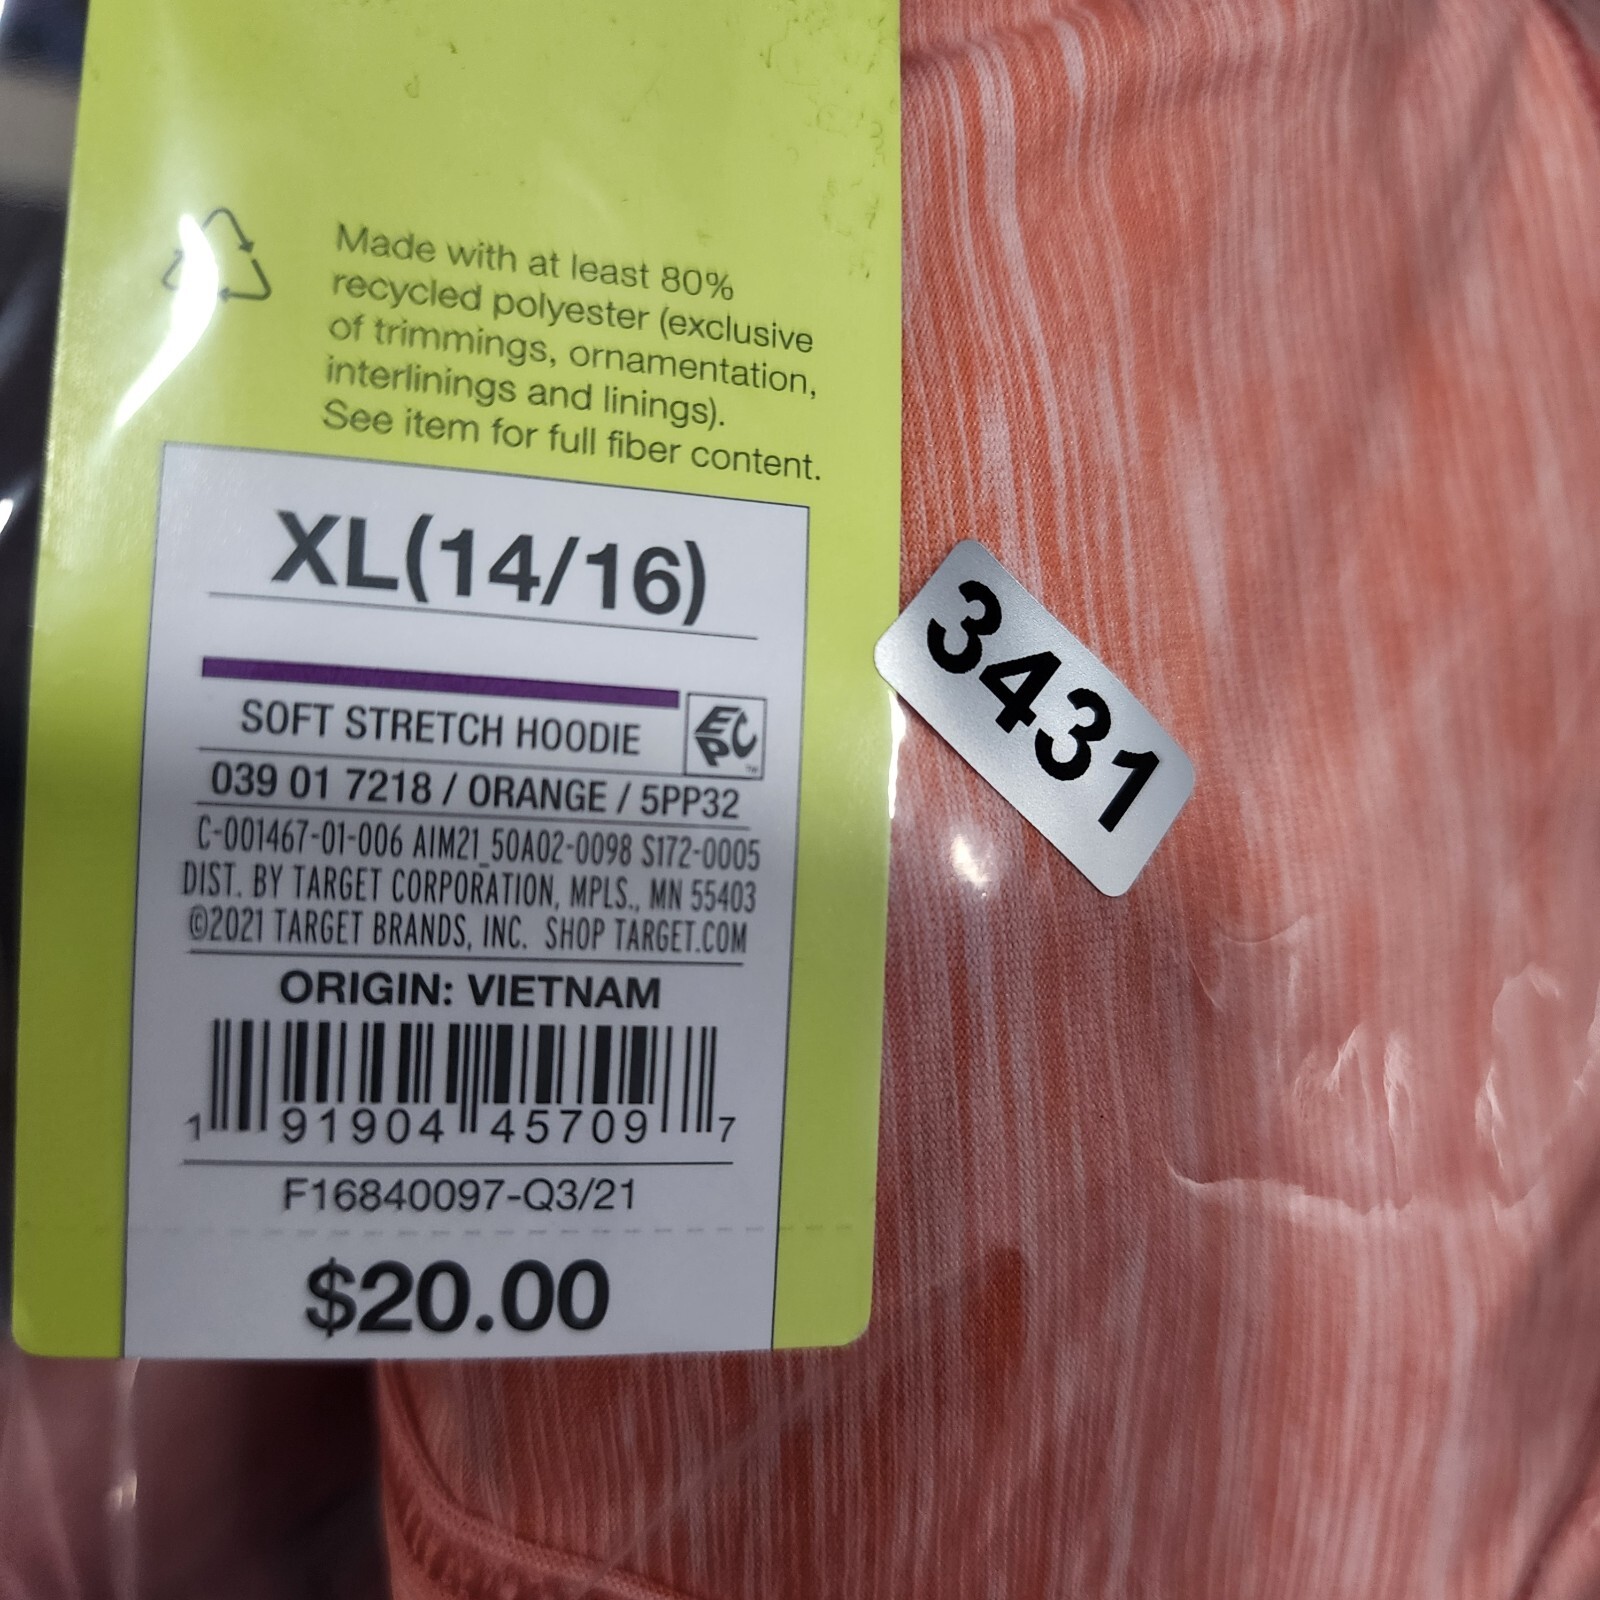 Made with at least 80%
recycled polyester (exclusive
of trimmings, ornamentation,
interlinings and linings).
See item for full fiber content.
XL(14/16)
SOFT STRETCH HOODIE
EPC™
039 01 7218 / ORANGE / 5PP32
C-001467-01-006 AIM21_50A02-0098 S172-0005
DIST. BY TARGET CORPORATION, MPLS., MN 55403
©2021 TARGET BRANDS, INC. SHOP TARGET.COM
ORIGIN: VIETNAM
1 91904 45709 7
F16840097-Q3/21
$20.00
3431